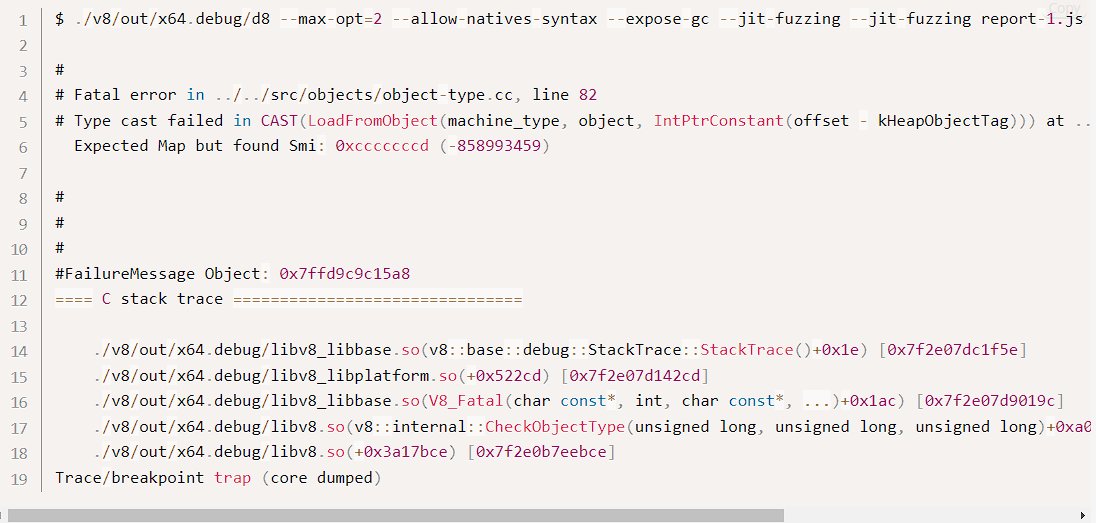 Copy
1 $ ./v8/out/x64.debug/d8 --max-opt=2 --allow-natives-syntax --expose-gc --jit-fuzzing --jit-fuzzing report-1.js
2
3 #
4 # Fatal error in ../../src/objects/object-type.cc, line 82
5 # Type cast failed in CAST(LoadFromObject(machine_type, object, IntPtrConstant(offset - kHeapObjectTag))) at ..
6   Expected Map but found Smi: 0xcccccccd (-858993459)
7
8 #
9 #
10 #
11 #FailureMessage Object: 0x7ffd9c9c15a8
12 ==== C stack trace ===============================
13
14     ./v8/out/x64.debug/libv8_libbase.so(v8::base::debug::StackTrace::StackTrace()+0x1e) [0x7f2e07dc1f5e]
15     ./v8/out/x64.debug/libv8_libplatform.so(+0x522cd) [0x7f2e07d142cd]
16     ./v8/out/x64.debug/libv8_libbase.so(V8_Fatal(char const*, int, char const*, ...)+0x1ac) [0x7f2e07d9019c]
17     ./v8/out/x64.debug/libv8.so(v8::internal::CheckObjectType(unsigned long, unsigned long, unsigned long)+0xa0
18     ./v8/out/x64.debug/libv8.so(+0x3a17bce) [0x7f2e0b7eebce]
19 Trace/breakpoint trap (core dumped)